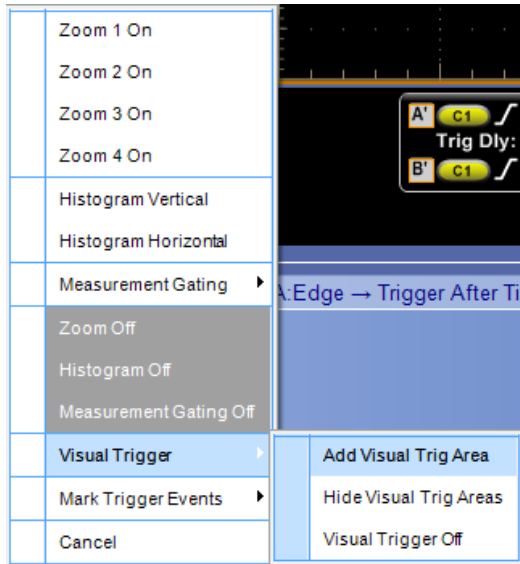 Zoom 1 On
Zoom 2 On
Zoom 3 On
Zoom 4 On
Histogram Vertical
Histogram Horizontal
Measurement Gating
Zoom Off
Histogram Off
Measurement Gating Off
Visual Trigger
Mark Trigger Events
Cancel
Add Visual Trig Area
Hide Visual Trig Areas
Visual Trigger Off
A' C1
Trig Dly:
B' C1
A:Edge → Trigger After Ti